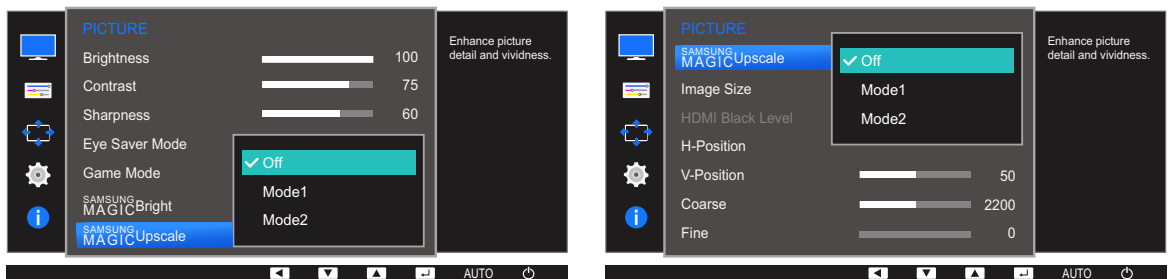 PICTURE
Brightness 100
Contrast 75
Sharpness 60
Eye Saver Mode
Game Mode
SAMSUNG
MAGICBright
SAMSUNG
MAGICUpscale
Off
Mode1
Mode2
Enhance picture
detail and vividness.
AUTO
PICTURE
SAMSUNG
MAGICUpscale
Image Size
HDMI Black Level
H-Position
V-Position 50
Coarse 2200
Fine 0
Off
Mode1
Mode2
Enhance picture
detail and vividness.
AUTO